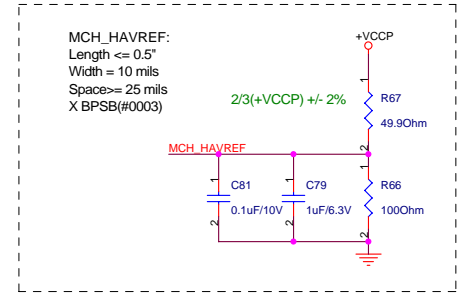 MCH_HAVREF:
Length <= 0.5"
Width = 10 mils
Space>= 25 mils
X BPSB(#0003)
+VCCP
2/3(+VCCP) +/- 2%
1
R67
49.9Ohm
2
MCH_HAVREF
1
C81
0.1uF/10V
2
1
C79
1uF/6.3V
2
1
R66
100Ohm
2